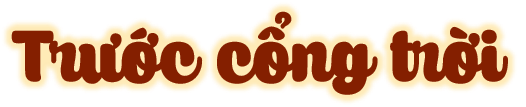 Trước cổng trời